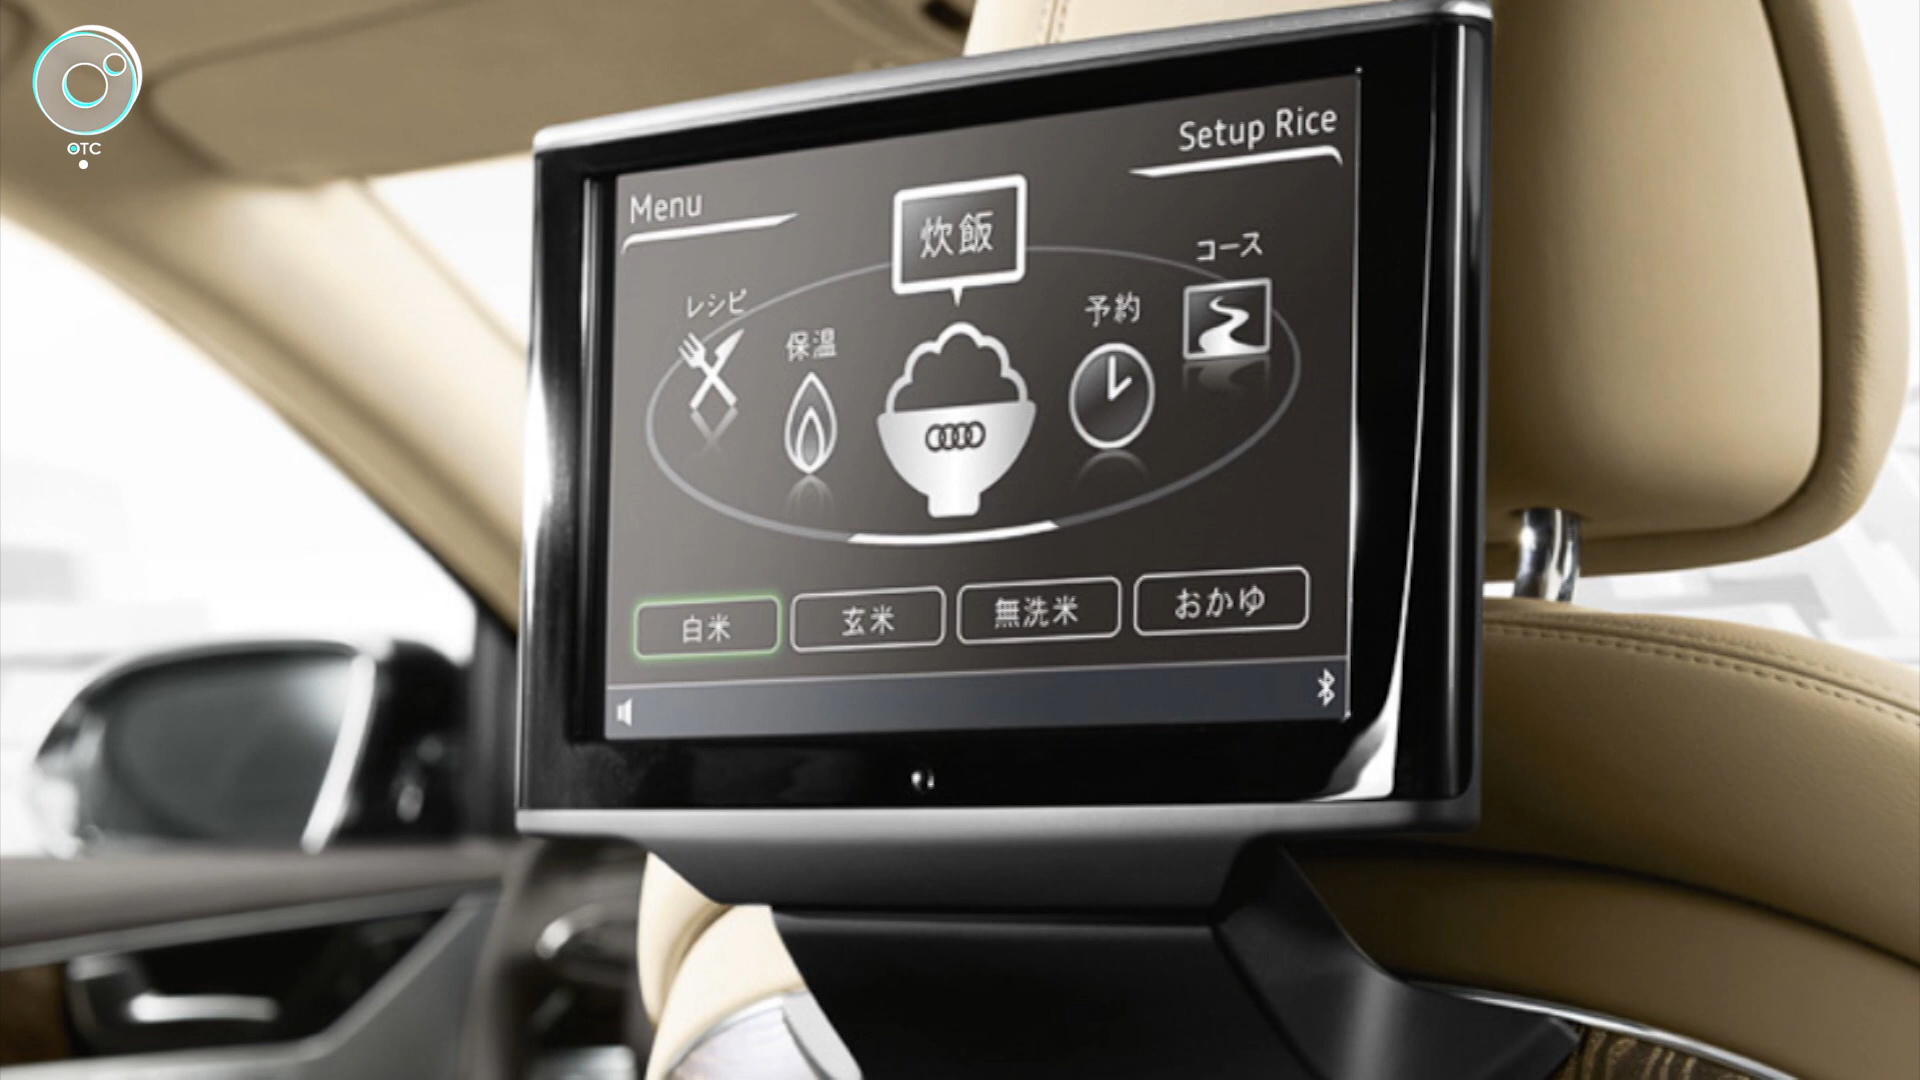 OTC
Setup Rice
Menu
炊飯
コース
レシピ
保温
予約
白米
玄米
無洗米
おかゆ